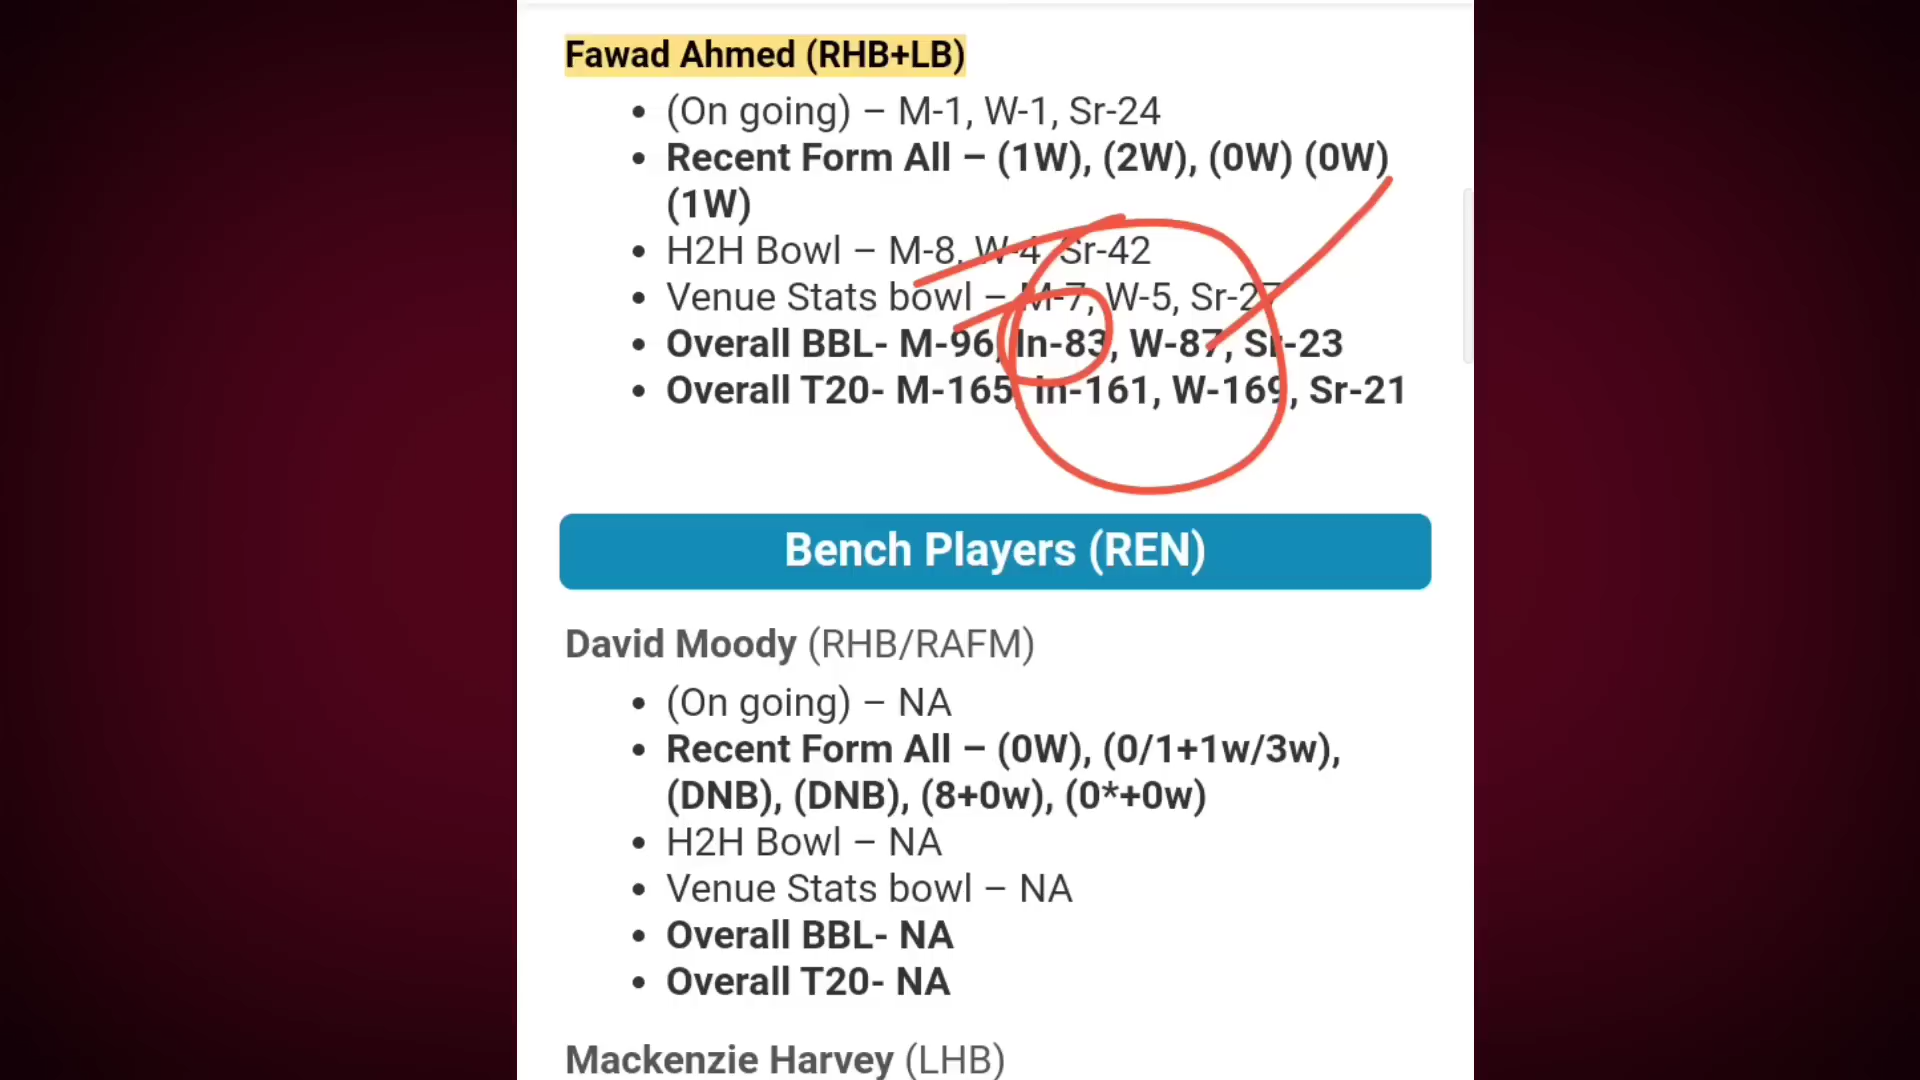 Fawad Ahmed (RHB+LB)
• (On going) – M-1, W-1, Sr-24
• Recent Form All – (1W), (2W), (0W) (0W)
(1W)
• H2H Bowl – M-8, W-4, Sr-42
• Venue Stats bowl – M-7, W-5, Sr-27
• Overall BBL- M-96, In-83, W-87, Sr-23
• Overall T20- M-165, In-161, W-169, Sr-21
Bench Players (REN)
David Moody (RHB/RAFM)
• (On going) – NA
• Recent Form All – (0W), (0/1+1w/3w),
(DNB), (DNB), (8+0w), (0*+0w)
• H2H Bowl – NA
• Venue Stats bowl – NA
• Overall BBL- NA
• Overall T20- NA
Mackenzie Harvey (LHB)